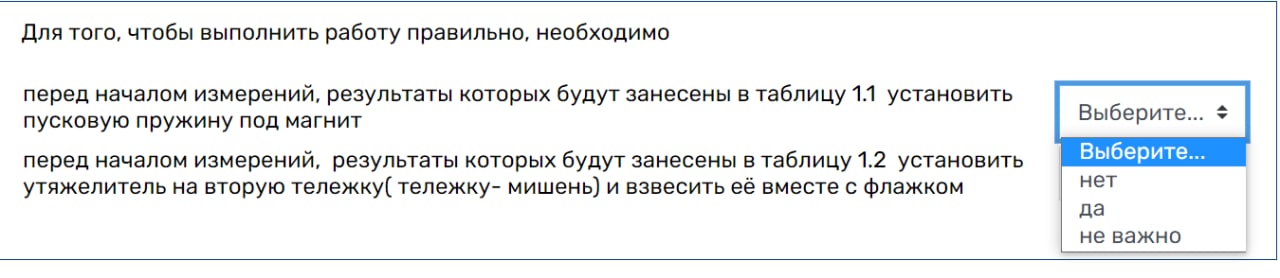 Для того, чтобы выполнить работу правильно, необходимо
перед началом измерений, результаты которых будут занесены в таблицу 1.1 установить
пусковую пружину под магнит
Выберите...
перед началом измерений, результаты которых будут занесены в таблицу 1.2 установить
утяжелитель на вторую тележку( тележку- мишень) и взвесить её вместе с флажком
Выберите...
нет
да
не важно